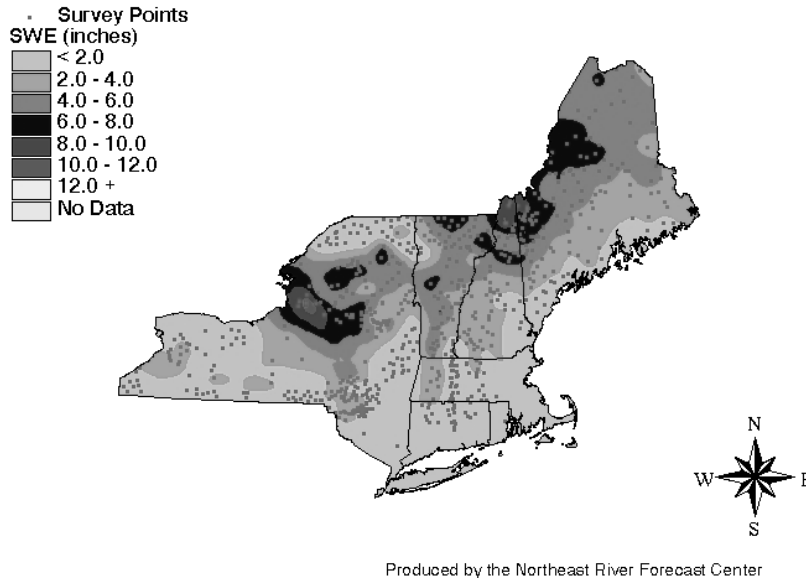 Survey Points
SWE (inches)
< 2.0
2.0 - 4.0
4.0 - 6.0
6.0 - 8.0
8.0 - 10.0
10.0 - 12.0
12.0 +
No Data
N
W E
S
Produced by the Northeast River Forecast Center